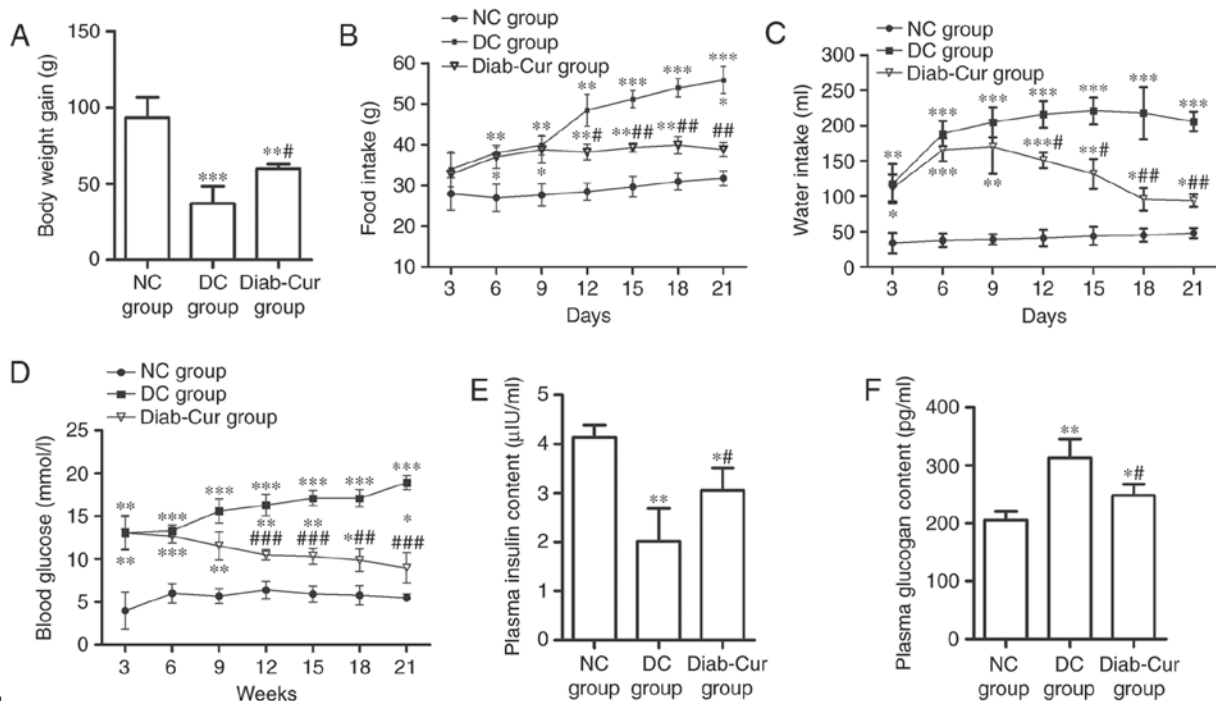 A
Body weight gain (g)
150
100
50
0
***
**#
NC group
DC group
Diab-Cur group
B
NC group
DC group
Diab-Cur group
Food intake (g)
60
50
40
30
20
10
** ** ** *** *** ***
*
**# **## **## ##
* *
3 6 9 12 15 18 21
Days
C
NC group
DC group
Diab-Cur group
Water intake (ml)
300
250
200
150
100
50
0
** *** *** *** *** *** ***
***# **# *## *##
* *** **
3 6 9 12 15 18 21
Days
D
NC group
DC group
Diab-Cur group
Blood glucose (mmol/l)
25
20
15
10
5
0
** *** *** *** *** *** ***
** ** *
### ### *## ###
** *** **
3 6 9 12 15 18 21
Weeks
E
Plasma insulin content (µIU/ml)
5
4
3
2
1
0
**
*#
NC group
DC group
Diab-Cur group
F
Plasma glucogan content (pg/ml)
400
300
200
100
0
**
*#
NC group
DC group
Diab-Cur group